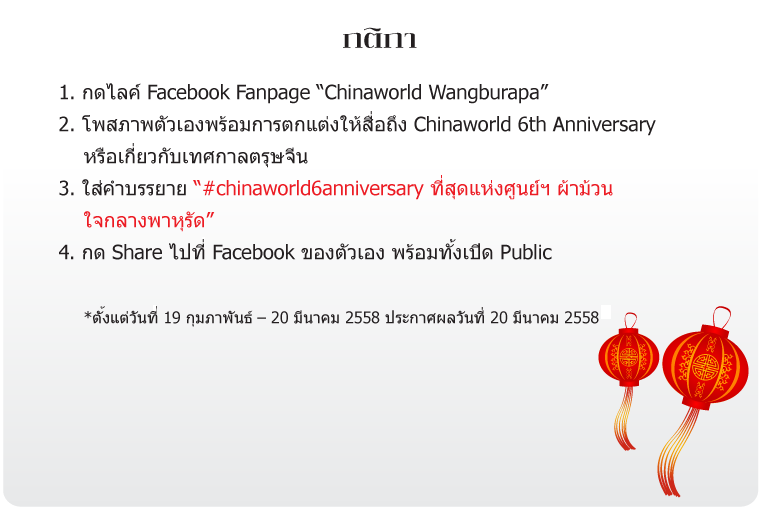 กติกา
1. กดไลค์ Facebook Fanpage “Chinaworld Wangburapa”
2. โพสภาพตัวเองพร้อมการตกแต่งให้สื่อถึง Chinaworld 6th Anniversary
หรือเกี่ยวกับเทศกาลตรุษจีน
3. ใส่คำบรรยาย “#chinaworld6anniversary ที่สุดแห่งศูนย์ฯ ผ้าม้วน
ใจกลางพาหุรัด”
4. กด Share ไปที่ Facebook ของตัวเอง พร้อมทั้งเปิด Public
*ตั้งแต่วันที่ 19 กุมภาพันธ์ – 20 มีนาคม 2558 ประกาศผลวันที่ 20 มีนาคม 2558